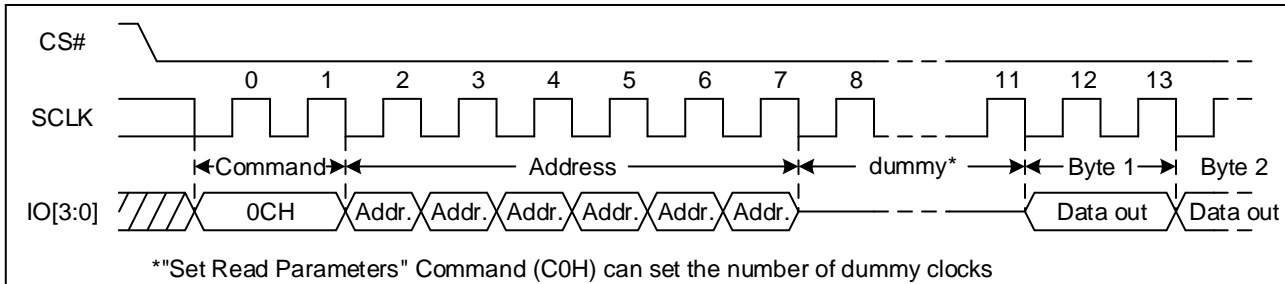 CS#
0 1 2 3 4 5 6 7 8 11 12 13
SCLK
Command Address dummy* Byte 1 Byte 2
IO[3:0] 0CH Addr. Addr. Addr. Addr. Addr. Addr. Data out Data out
*"Set Read Parameters" Command (C0H) can set the number of dummy clocks